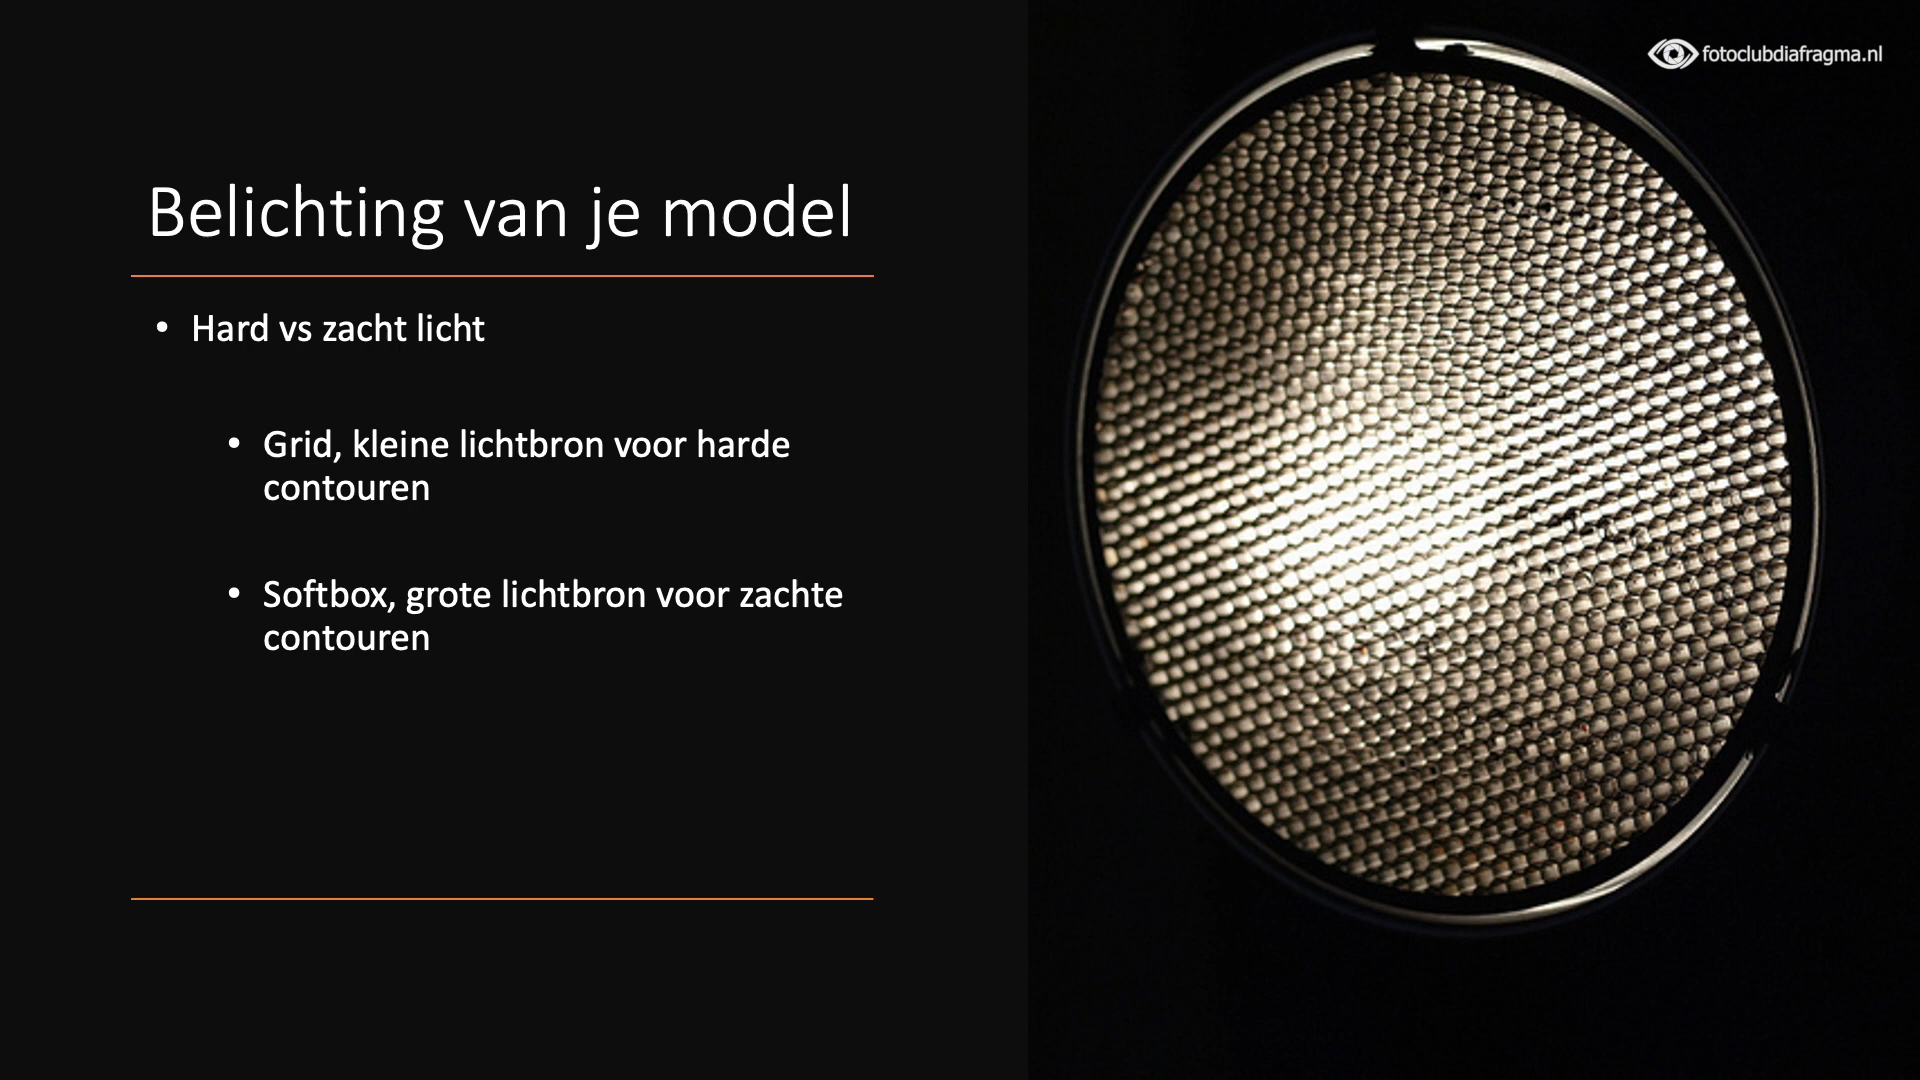 fotoclubdiafragma.nl
Belichting van je model
• Hard vs zacht licht
• Grid, kleine lichtbron voor harde
contouren
• Softbox, grote lichtbron voor zachte
contouren